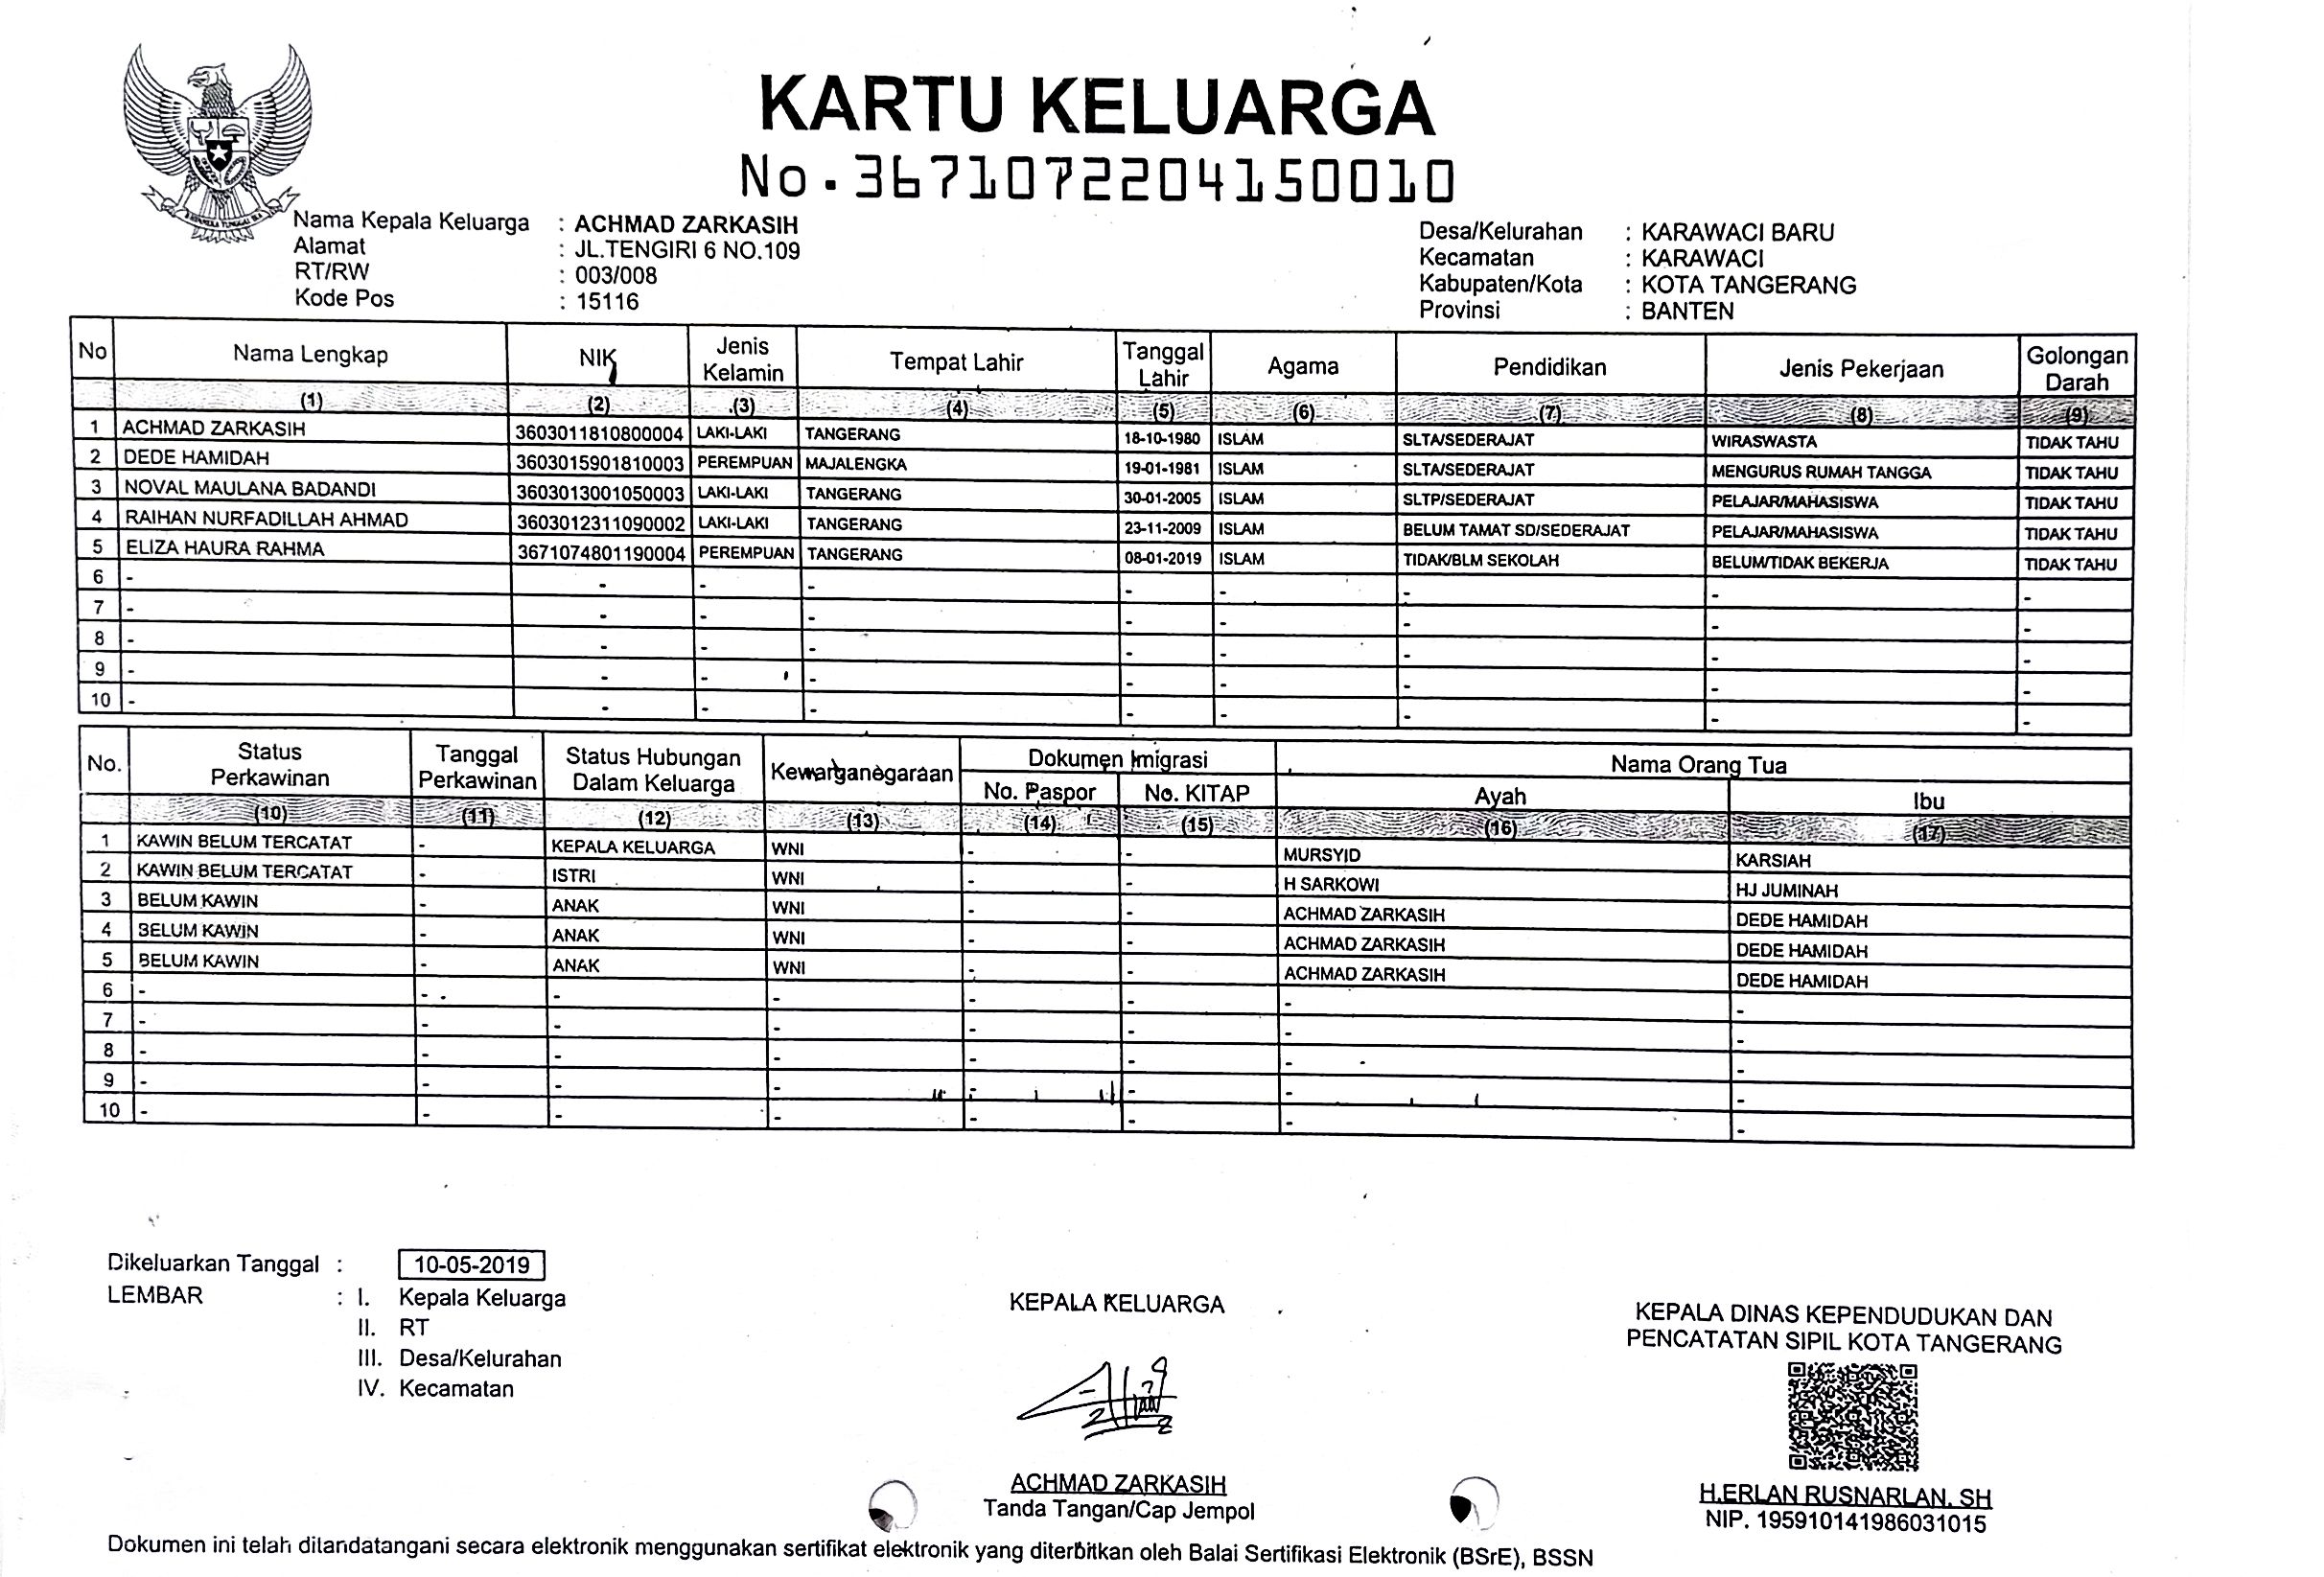 KARTU KELUARGA
No. 3671072204150010
Nama Kepala Keluarga : ACHMAD ZARKASIH
Alamat : JL.TENGIRI 6 NO.109
RT/RW : 003/008
Kode Pos : 15116
Desa/Kelurahan : KARAWACI BARU
Kecamatan : KARAWACI
Kabupaten/Kota : KOTA TANGERANG
Provinsi : BANTEN
No Nama Lengkap NIK Jenis Kelamin Tempat Lahir Tanggal Lahir Agama Pendidikan Jenis Pekerjaan Golongan Darah
(1) (2) (3) (4) (5) (6) (7) (8) (9)
1 ACHMAD ZARKASIH 3603011810800004 LAKI-LAKI TANGERANG 18-10-1980 ISLAM SLTA/SEDERAJAT WIRASWASTA TIDAK TAHU
2 DEDE HAMIDAH 3603015901810003 PEREMPUAN MAJALENGKA 19-01-1981 ISLAM SLTA/SEDERAJAT MENGURUS RUMAH TANGGA TIDAK TAHU
3 NOVAL MAULANA BADANDI 3603013001050003 LAKI-LAKI TANGERANG 30-01-2005 ISLAM SLTP/SEDERAJAT PELAJAR/MAHASISWA TIDAK TAHU
4 RAIHAN NURFADILLAH AHMAD 3603012311090002 LAKI-LAKI TANGERANG 23-11-2009 ISLAM BELUM TAMAT SD/SEDERAJAT PELAJAR/MAHASISWA TIDAK TAHU
5 ELIZA HAURA RAHMA 3671074801190004 PEREMPUAN TANGERANG 08-01-2019 ISLAM TIDAK/BLM SEKOLAH BELUM/TIDAK BEKERJA TIDAK TAHU
6 - - - - - - - - -
7 - - - - - - - - -
8 - - - - - - - - -
9 - - - - - - - - -
10 - - - - - - - - -
No. Status Perkawinan Tanggal Perkawinan Status Hubungan Dalam Keluarga Kewarganegaraan Dokumen Imigrasi Nama Orang Tua
No. Paspor No. KITAP Ayah Ibu
(10) (11) (12) (13) (14) (15) (16) (17)
1 KAWIN BELUM TERCATAT - KEPALA KELUARGA WNI - - MURSYID KARSIAH
2 KAWIN BELUM TERCATAT - ISTRI WNI - - H SARKOWI HJ JUMINAH
3 BELUM KAWIN - ANAK WNI - - ACHMAD ZARKASIH DEDE HAMIDAH
4 BELUM KAWIN - ANAK WNI - - ACHMAD ZARKASIH DEDE HAMIDAH
5 BELUM KAWIN - ANAK WNI - - ACHMAD ZARKASIH DEDE HAMIDAH
6 - - - - - - - -
7 - - - - - - - -
8 - - - - - - - -
9 - - - - - - - -
10 - - - - - - - -
Dikeluarkan Tanggal : 10-05-2019
LEMBAR : I. Kepala Keluarga
II. RT
III. Desa/Kelurahan
IV. Kecamatan
KEPALA KELUARGA
ACHMAD ZARKASIH
Tanda Tangan/Cap Jempol
KEPALA DINAS KEPENDUDUKAN DAN
PENCATATAN SIPIL KOTA TANGERANG
H.ERLAN RUSNARLAN, SH
NIP. 195910141986031015
Dokumen ini telah ditandatangani secara elektronik menggunakan sertifikat elektronik yang diterbitkan oleh Balai Sertifikasi Elektronik (BSrE), BSSN